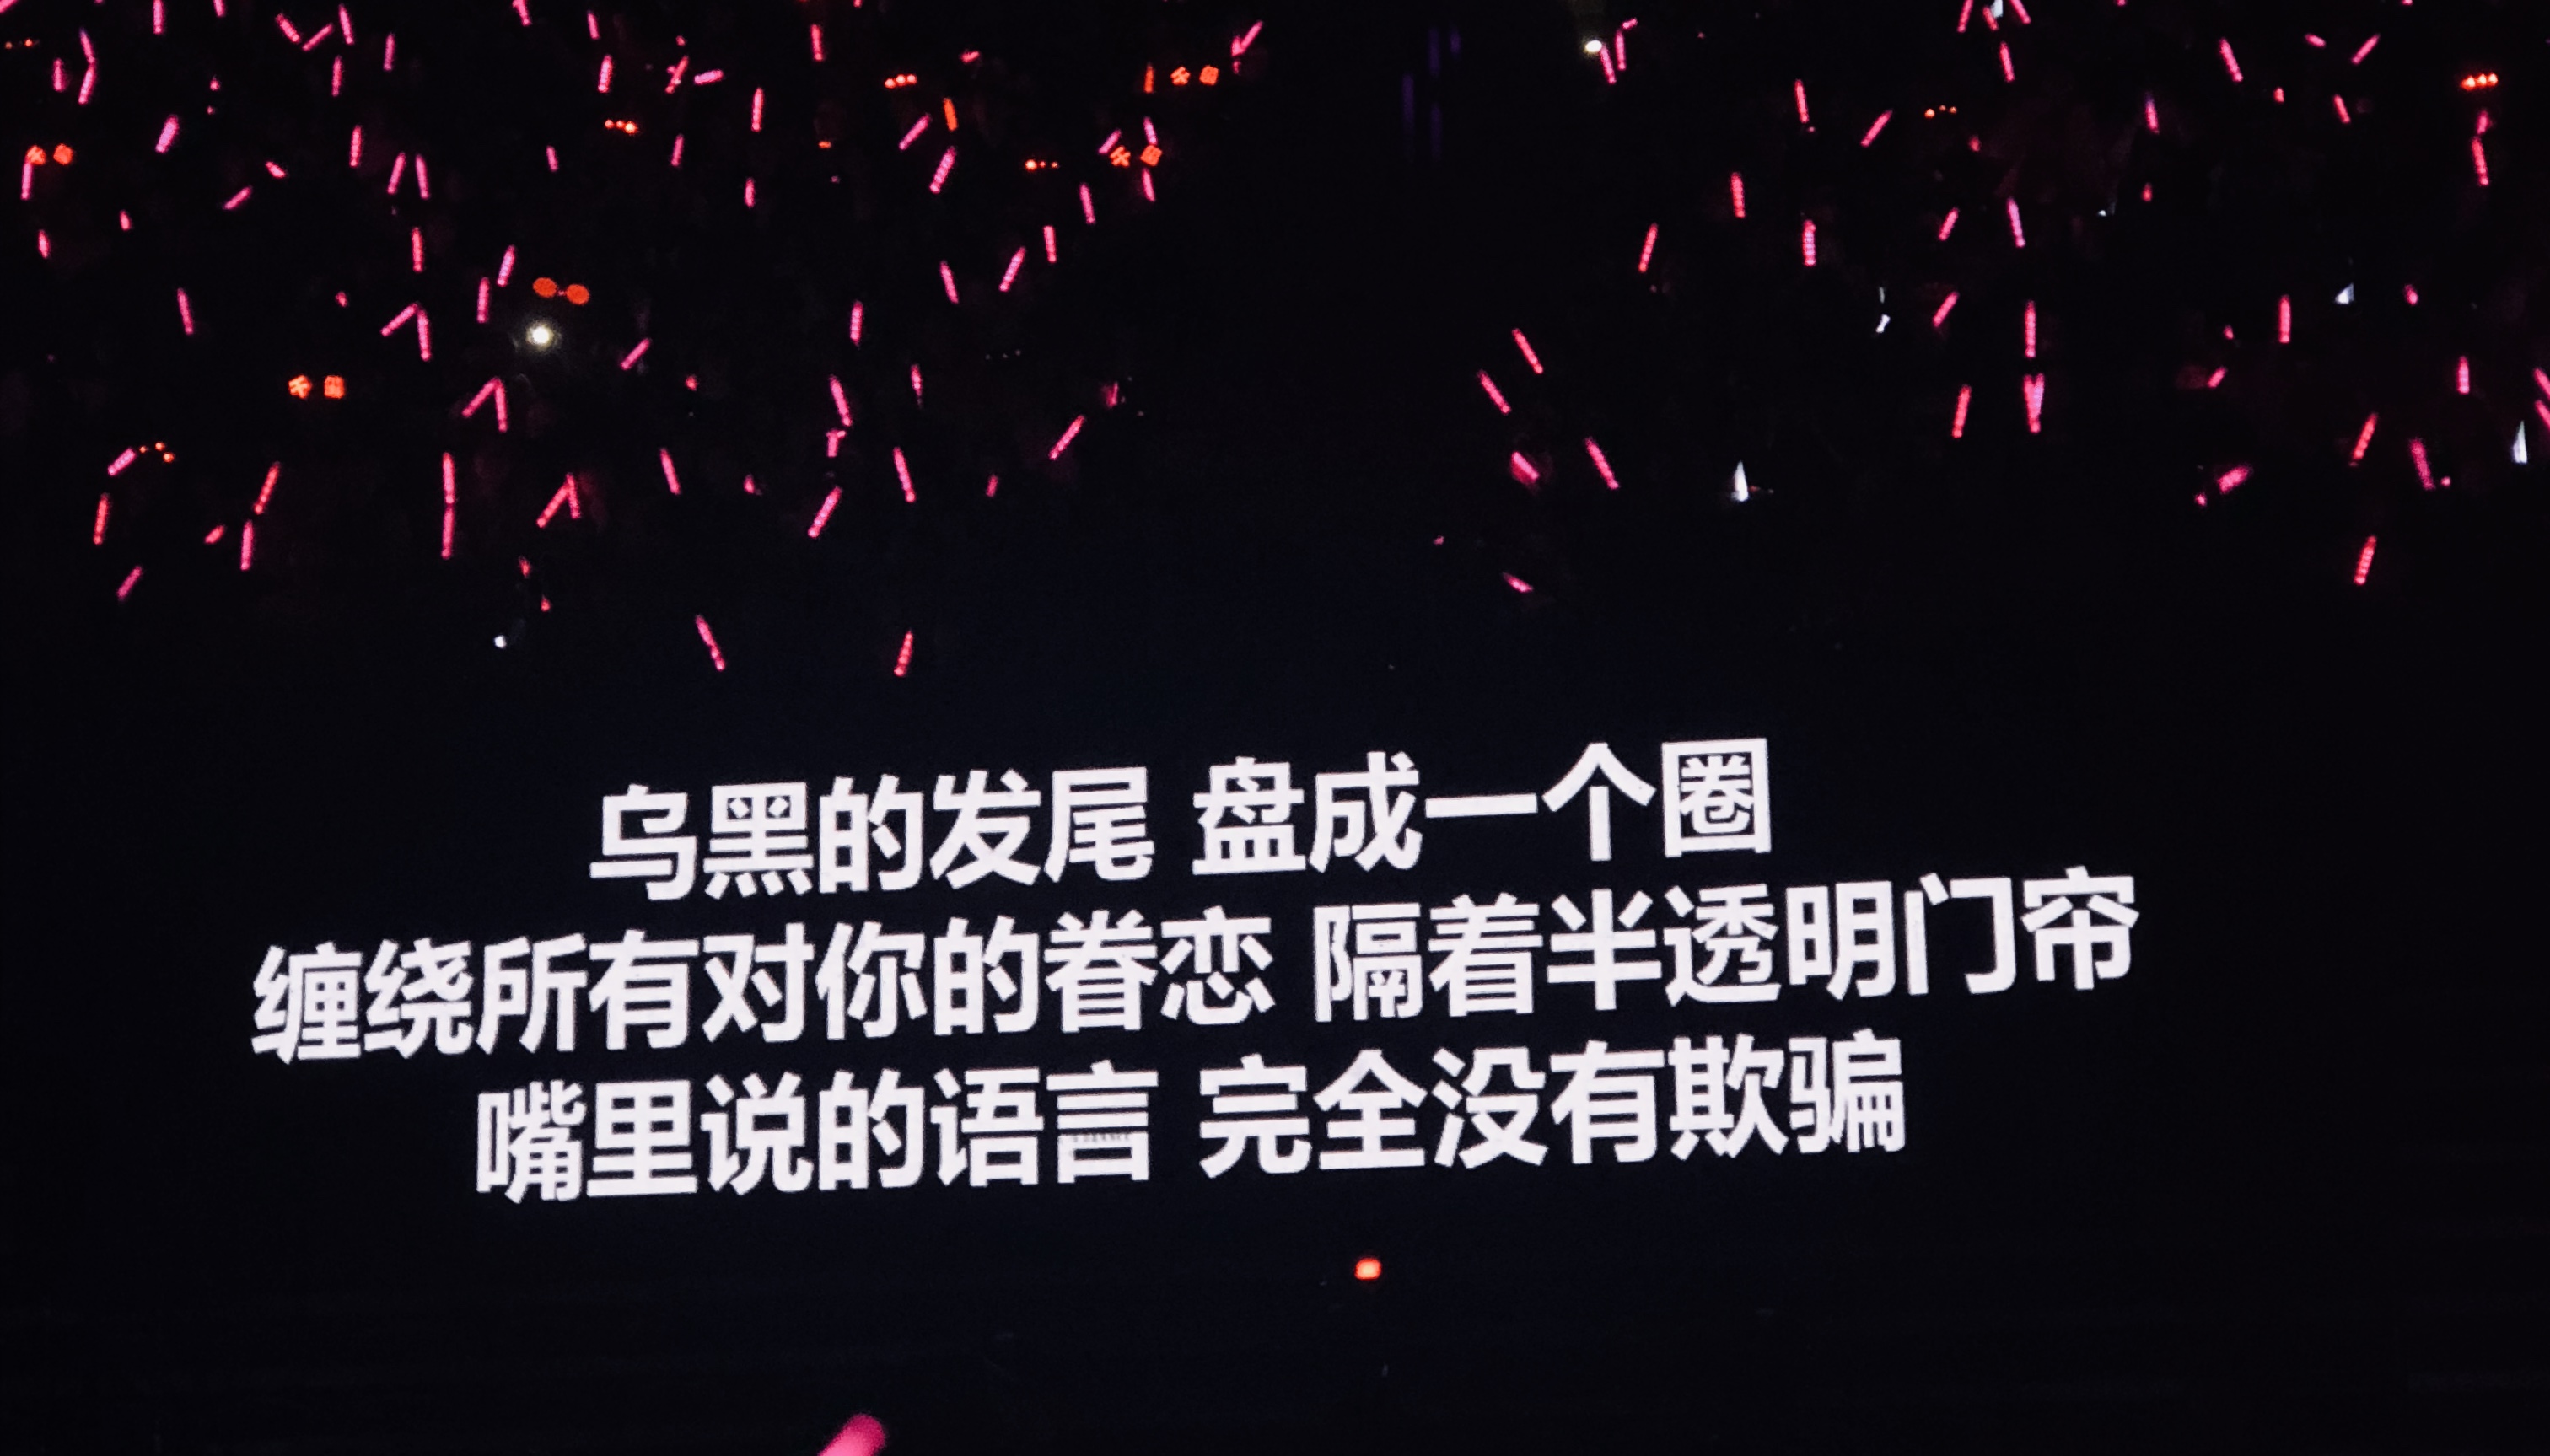 乌黑的发尾 盘成一个圈
缠绕所有对你的眷恋 隔着半透明门帘
嘴里说的语言 完全没有欺骗